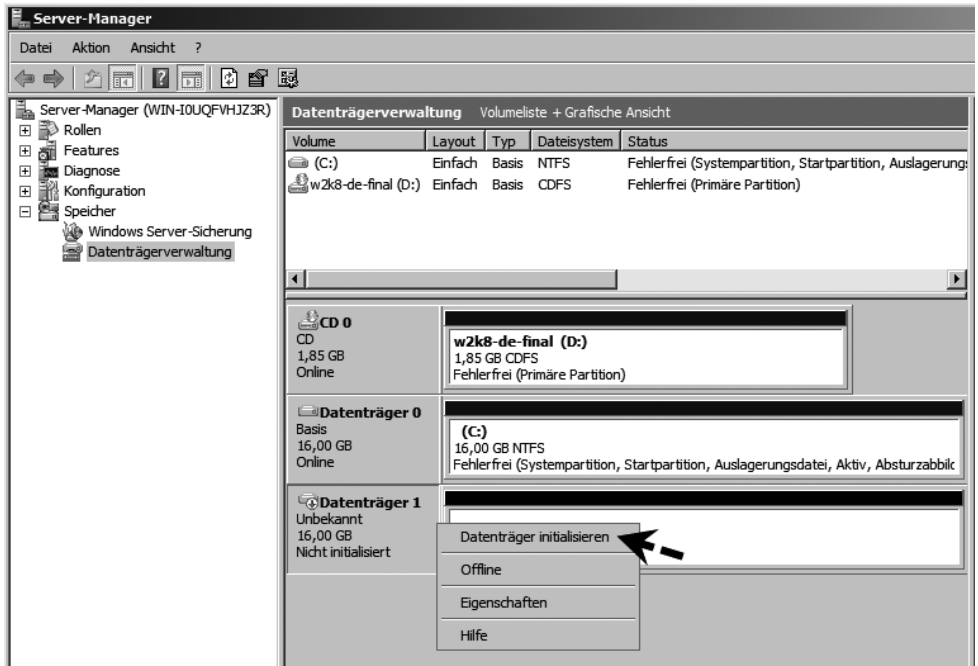 Server-Manager
Datei Aktion Ansicht ?
Server-Manager (WIN-I0UQFVHJZ3R)
Rollen
Features
Diagnose
Konfiguration
Speicher
Windows Server-Sicherung
Datenträgerverwaltung
Datenträgerverwaltung Volumeliste + Grafische Ansicht
Volume Layout Typ Dateisystem Status
(C:) Einfach Basis NTFS Fehlerfrei (Systempartition, Startpartition, Auslagerungs
w2k8-de-final (D:) Einfach Basis CDFS Fehlerfrei (Primäre Partition)
CD 0
CD
1,85 GB
Online
w2k8-de-final (D:)
1,85 GB CDFS
Fehlerfrei (Primäre Partition)
Datenträger 0
Basis
16,00 GB
Online
(C:)
16,00 GB NTFS
Fehlerfrei (Systempartition, Startpartition, Auslagerungsdatei, Aktiv, Absturzabbilc
Datenträger 1
Unbekannt
16,00 GB
Nicht initialisiert
Datenträger initialisieren
Offline
Eigenschaften
Hilfe